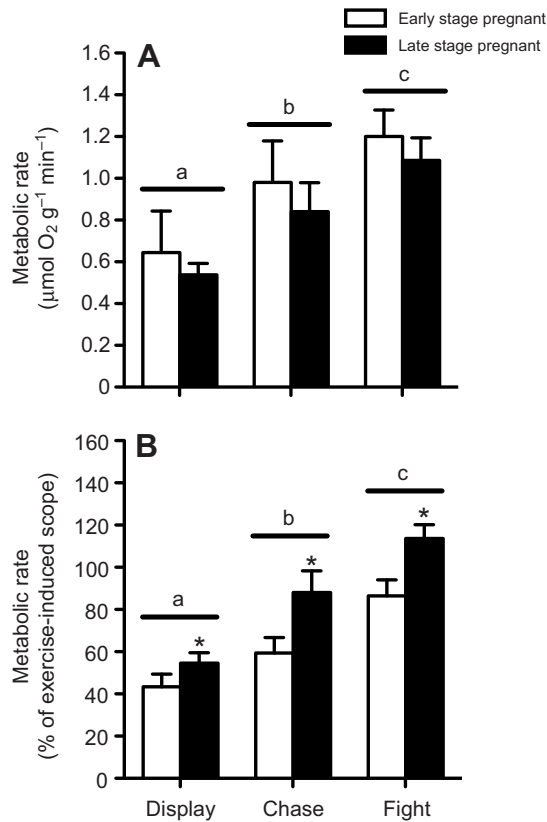 Early stage pregnant
Late stage pregnant
A
Metabolic rate
(μmol O₂ g⁻¹ min⁻¹)
1.6
1.4
1.2
1.0
0.8
0.6
0.4
0.2
0
a
b
c
B
Metabolic rate
(% of exercise-induced scope)
160
140
120
100
80
60
40
20
0
a
b
c
*
*
*
Display
Chase
Fight